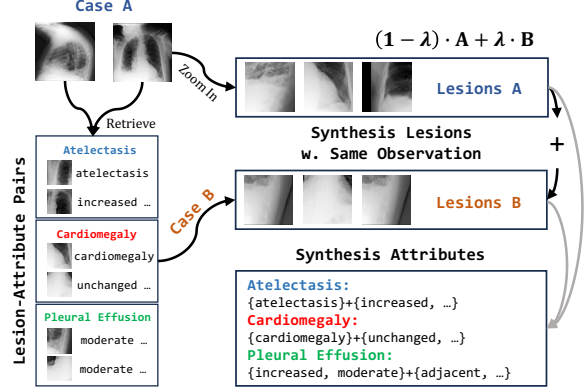 Case A
(1 − λ) · A + λ · B
Zoom In
Lesions A
Retrieve
Synthesis Lesions
w. Same Observation
+
Lesion-Attribute Pairs
Atelectasis
atelectasis
increased …
Cardiomegaly
cardiomegaly
unchanged …
Pleural Effusion
moderate …
moderate …
Case B
Lesions B
Synthesis Attributes
Atelectasis:
{atelectasis}+{increased, …}
Cardiomegaly:
{cardiomegaly}+{unchanged, …}
Pleural Effusion:
{increased, moderate}+{adjacent, …}